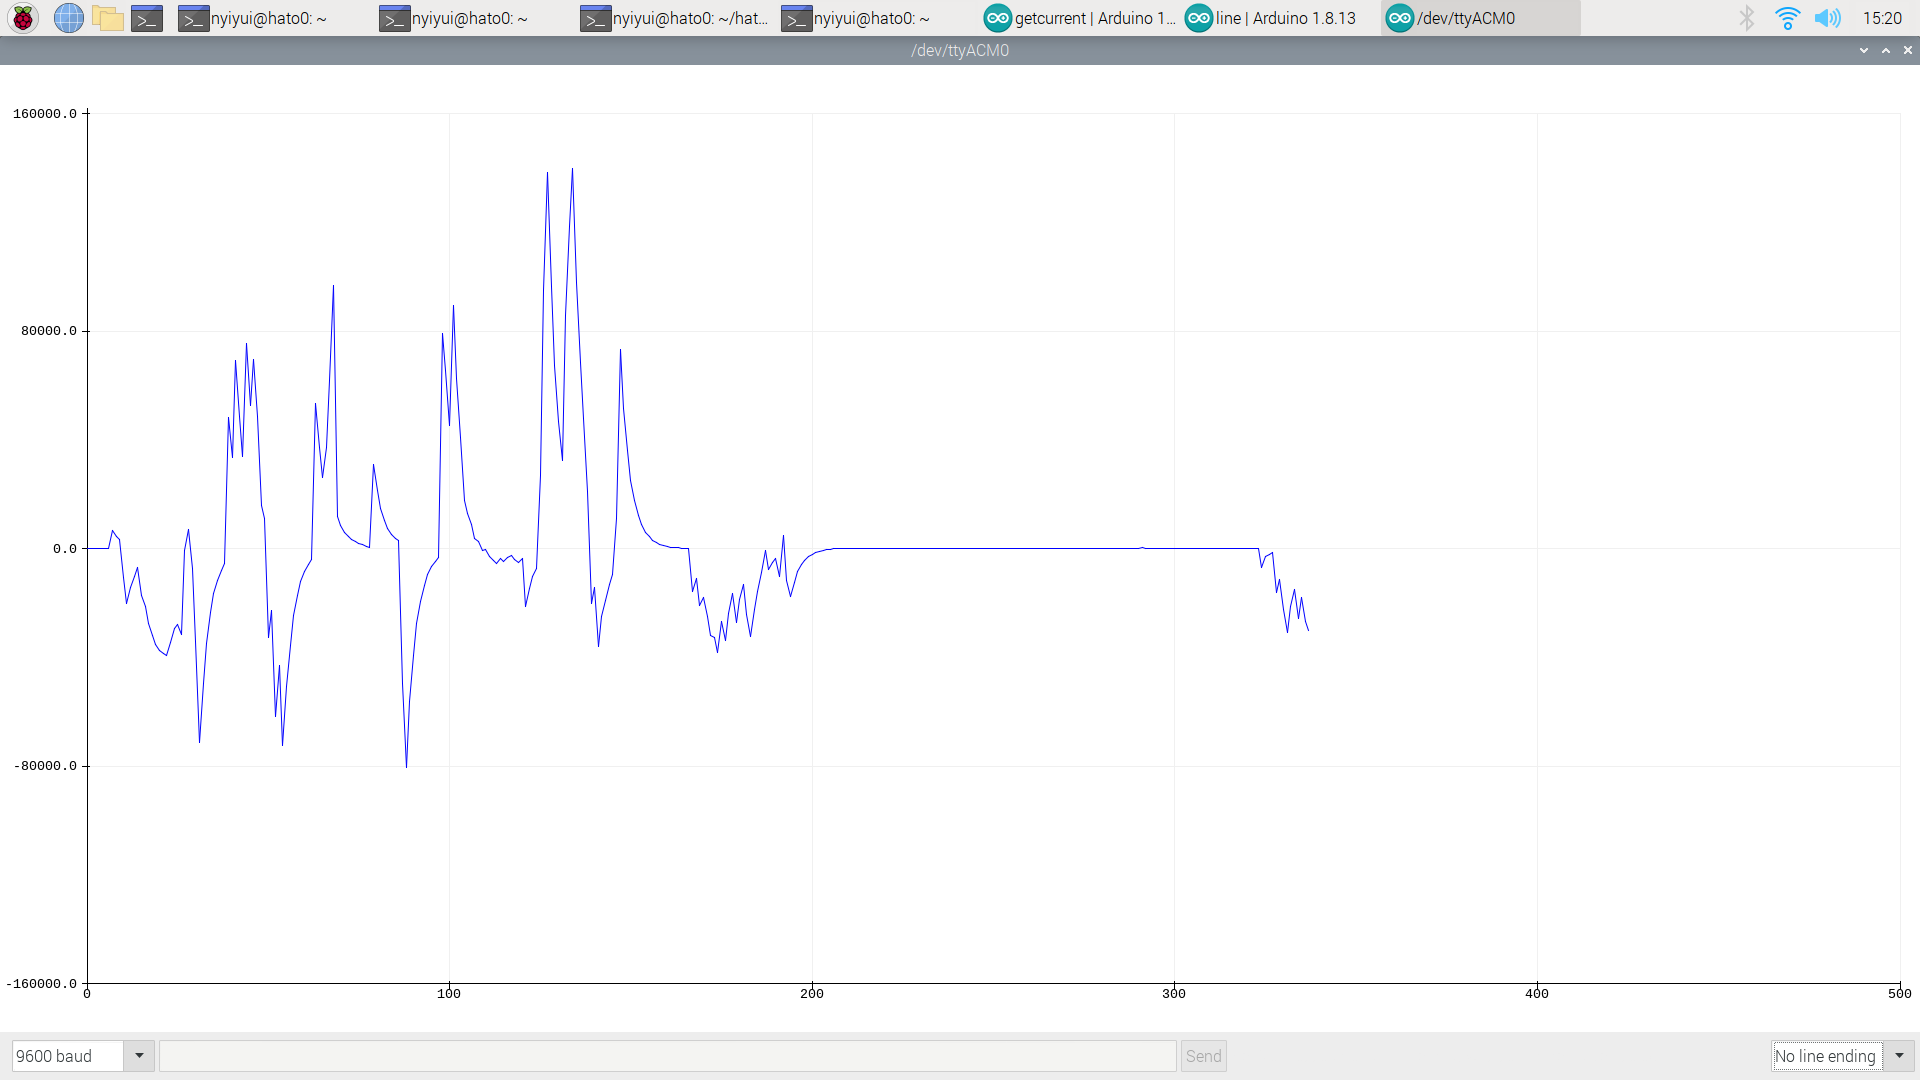 nyiyui@hato0: ~
nyiyui@hato0: ~
nyiyui@hato0: ~/hat...
nyiyui@hato0: ~
getcurrent | Arduino 1...
line | Arduino 1.8.13
/dev/ttyACM0
15:20
/dev/ttyACM0
160000.0
80000.0
0.0
-80000.0
-160000.0
0 100 200 300 400 500
9600 baud
Send
No line ending